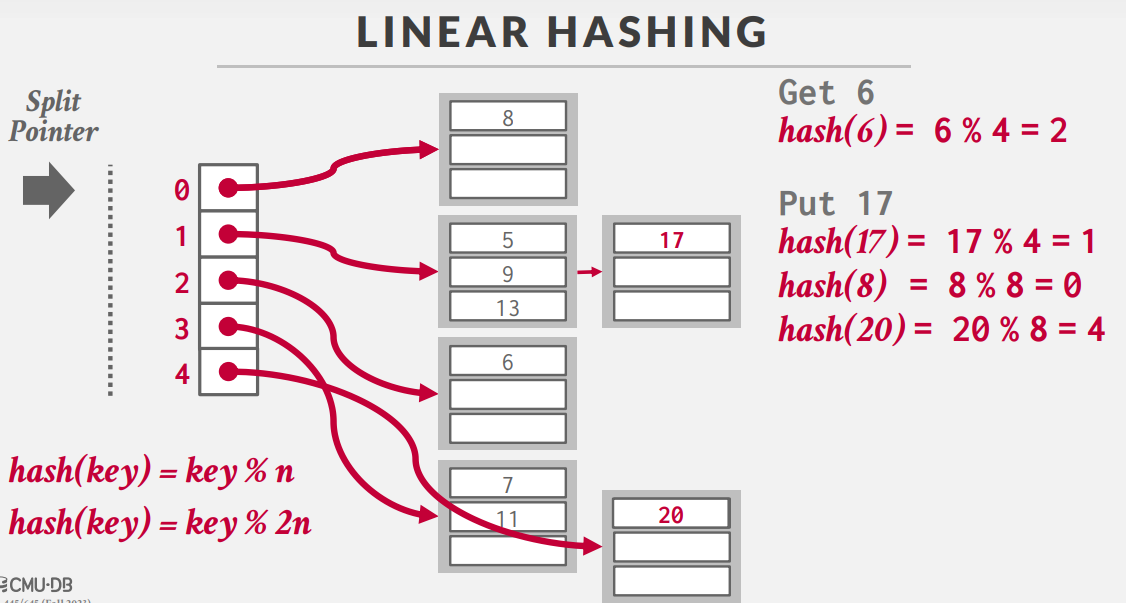 LINEAR HASHING
Split
Pointer
0
1
2
3
4
8
5
9
13
17
6
7
11
20
Get 6
hash(6) = 6 % 4 = 2
Put 17
hash(17) = 17 % 4 = 1
hash(8) = 8 % 8 = 0
hash(20) = 20 % 8 = 4
hash(key) = key % n
hash(key) = key % 2n
CMU·DB